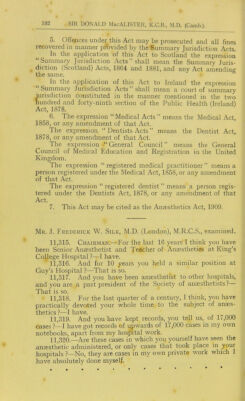 192 SIR DONALD MacALISTER, K.C.B., M.D. (Cantab.).
5. Offences under this Act may be prosecuted and all fines
recovered in manner provided by the Summary Jurisdiction Acts.
In the application of this Act to Scotland the expression
"Summary Jurisdiction Acts" shall mean the Summary Juris-
diction (Scotland) Acts, 1864 and 1881, and any Act amending
the same.
In the application of this Act to Ireland the expression
"Summary Jurisdiction Acts" shall mean a court of summary
jurisdiction constituted in the manner mentioned in the two
hundred and forty-ninth section of the Public Health (Ireland)
Act, 1878.
6. The expression "Medical Acts" means the Medical Act,
1858, or any amendment of that Act.
The expression "Dentists Acts" means the Dentist Act,
1878, or any amendment of that Act.
The expression "General Council" means the General
Council of Medical Education and Registration in the United
Kingdom.
The expression "registered medical practitioner" means a
person registered under the Medical Act, 1858, or any amendment
of that Act.
The expression "registered dentist" means a person regis-
tered under the Dentists Act, 1878, or any amendment of that
Act.
7. This Act may be cited as the Anæsthetics Act, 1909.
MR. J. FREDERICK W. SILK, M.D. (London), M.R.C.S., examined.
11,315. CHAIRMAN.—For the last 16 years I think you have
been Senior Anæsthetist and Teacher of Anæsthetics at King's
College Hospital?—I have.
11,316. And for 10 years you held a similar position at
Guy's Hospital?—That is so.
11,317. And you have been anæsthetist to other hospitals,
and you are a past president of the Society of anæsthetists?—
That is so.
11,318. For the last quarter of a century, I think, you have
practically devoted your whole time to the subject of anæs-
thetics?—I have.
11,319. And you have kept records, you tell us, of 17,000
cases?—I have got records of upwards of 17,000 cases in my own
notebooks, apart from my hospital work.
11,320.—Are these cases in which you yourself have seen the
anæsthetic administered, or only cases that took place in your
hospitals?—No, they are cases in my own private work which I
have absolutely done myself.